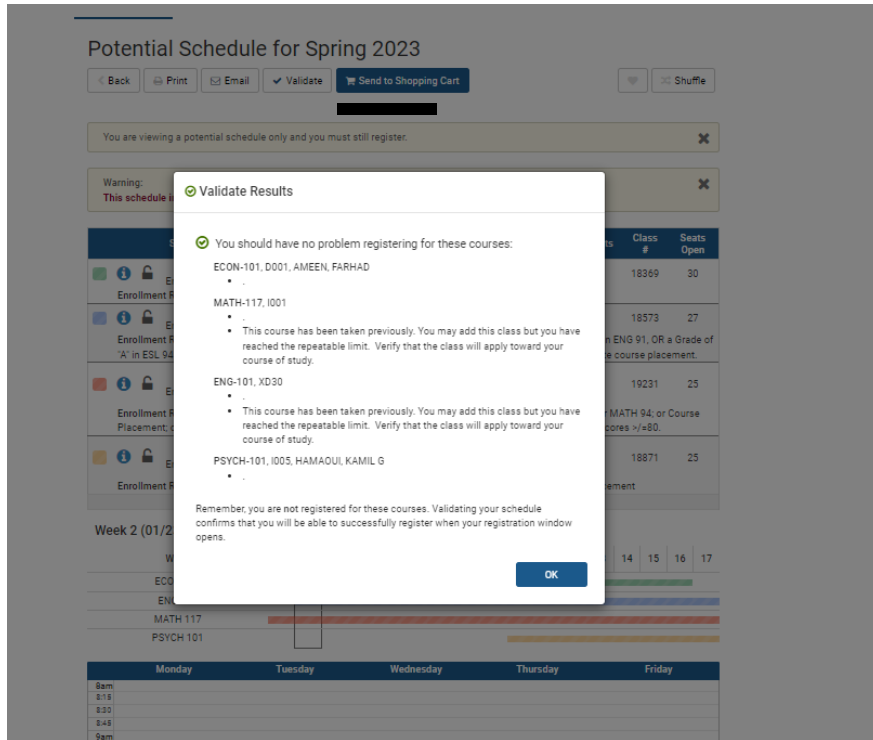 Potential Schedule for Spring 2023
Back Print Email Validate Send to Shopping Cart Shuffle
You are viewing a potential schedule only and you must still register.
Warning:
This schedule
Validate Results
You should have no problem registering for these courses:
ECON-101, D001, AMEEN, FARHAD
.
MATH-117, I001
.
This course has been taken previously. You may add this class but you have
reached the repeatable limit. Verify that the class will apply toward your
course of study.
ENG-101, XD30
.
This course has been taken previously. You may add this class but you have
reached the repeatable limit. Verify that the class will apply toward your
course of study.
PSYCH-101, I005, HAMAOUI, KAMIL G
.
Remember, you are not registered for these courses. Validating your schedule
confirms that you will be able to successfully register when your registration window
opens.
OK
Class Seats
# Open
18369 30
Enrollment
18573 27
Enrollment n ENG 91, OR a Grade of
"A" in ESL 94 e course placement.
19231 25
Enrollment MATH 94; or Course
Placement; cores >/=80.
18871 25
Enrollment ement
Week 2 (01/2
14 15 16 17
ECO
EN
MATH 117
PSYCH 101
Monday Tuesday Wednesday Thursday Friday
8am
8:15
8:30
8:45
9am